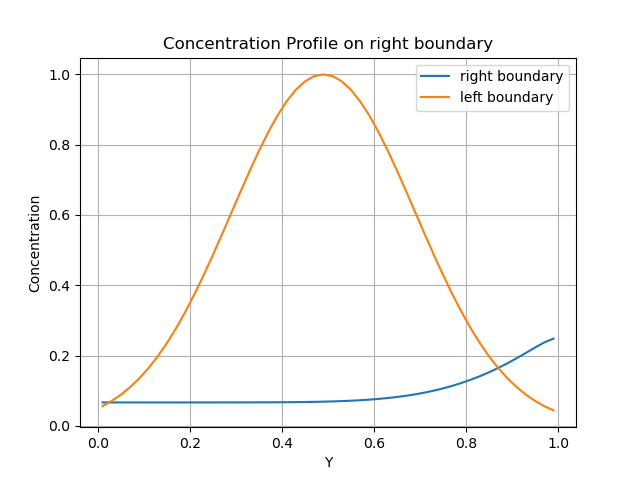 Concentration Profile on right boundary
right boundary
left boundary
1.0
0.8
0.6
0.4
0.2
0.0
Concentration
0.0 0.2 0.4 0.6 0.8 1.0
Y